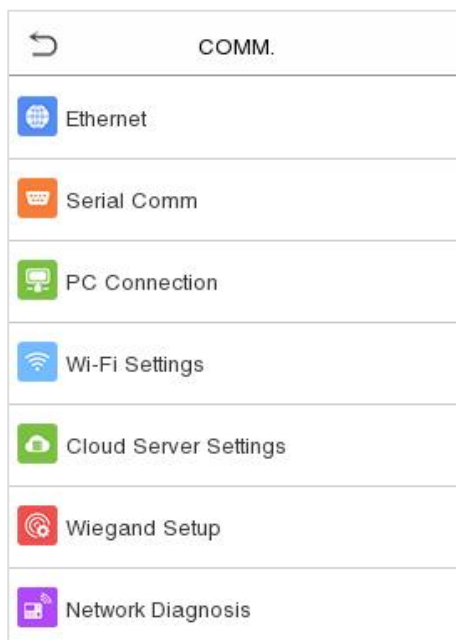 COMM.
Ethernet
Serial Comm
PC Connection
Wi-Fi Settings
Cloud Server Settings
Wiegand Setup
Network Diagnosis